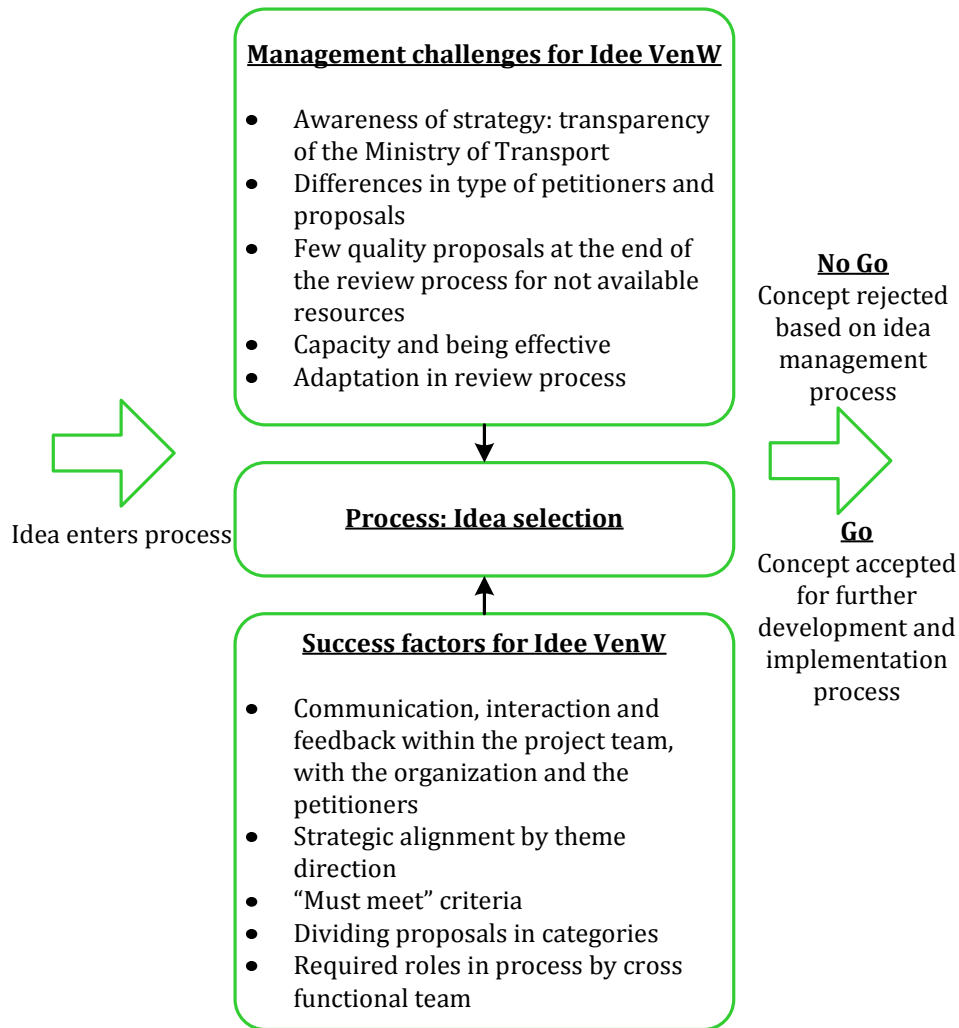 Management challenges for Idee VenW
● Awareness of strategy: transparency
of the Ministry of Transport
● Differences in type of petitioners and
proposals
● Few quality proposals at the end of
the review process for not available
resources
● Capacity and being effective
● Adaptation in review process
Idea enters process
Process: Idea selection
No Go
Concept rejected
based on idea
management
process
Go
Concept accepted
for further
development and
implementation
process
Success factors for Idee VenW
● Communication, interaction and
feedback within the project team,
with the organization and the
petitioners
● Strategic alignment by theme
direction
● “Must meet” criteria
● Dividing proposals in categories
● Required roles in process by cross
functional team